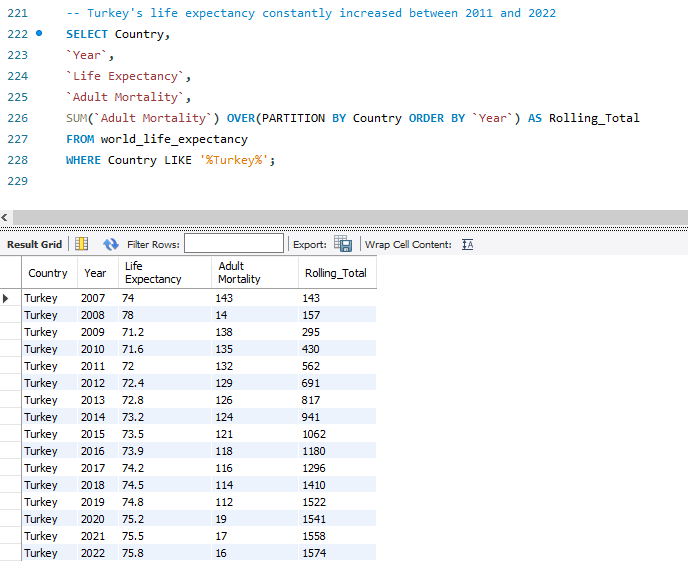 221 -- Turkey's life expectancy constantly increased between 2011 and 2022
222 SELECT Country,
223 `Year`,
224 `Life Expectancy`,
225 `Adult Mortality`,
226 SUM(`Adult Mortality`) OVER(PARTITION BY Country ORDER BY `Year`) AS Rolling_Total
227 FROM world_life_expectancy
228 WHERE Country LIKE '%Turkey%';
229
Result Grid Filter Rows: Export: Wrap Cell Content: IA
Country Year Life Expectancy Adult Mortality Rolling_Total
Turkey 2007 74 143 143
Turkey 2008 78 14 157
Turkey 2009 71.2 138 295
Turkey 2010 71.6 135 430
Turkey 2011 72 132 562
Turkey 2012 72.4 129 691
Turkey 2013 72.8 126 817
Turkey 2014 73.2 124 941
Turkey 2015 73.5 121 1062
Turkey 2016 73.9 118 1180
Turkey 2017 74.2 116 1296
Turkey 2018 74.5 114 1410
Turkey 2019 74.8 112 1522
Turkey 2020 75.2 19 1541
Turkey 2021 75.5 17 1558
Turkey 2022 75.8 16 1574